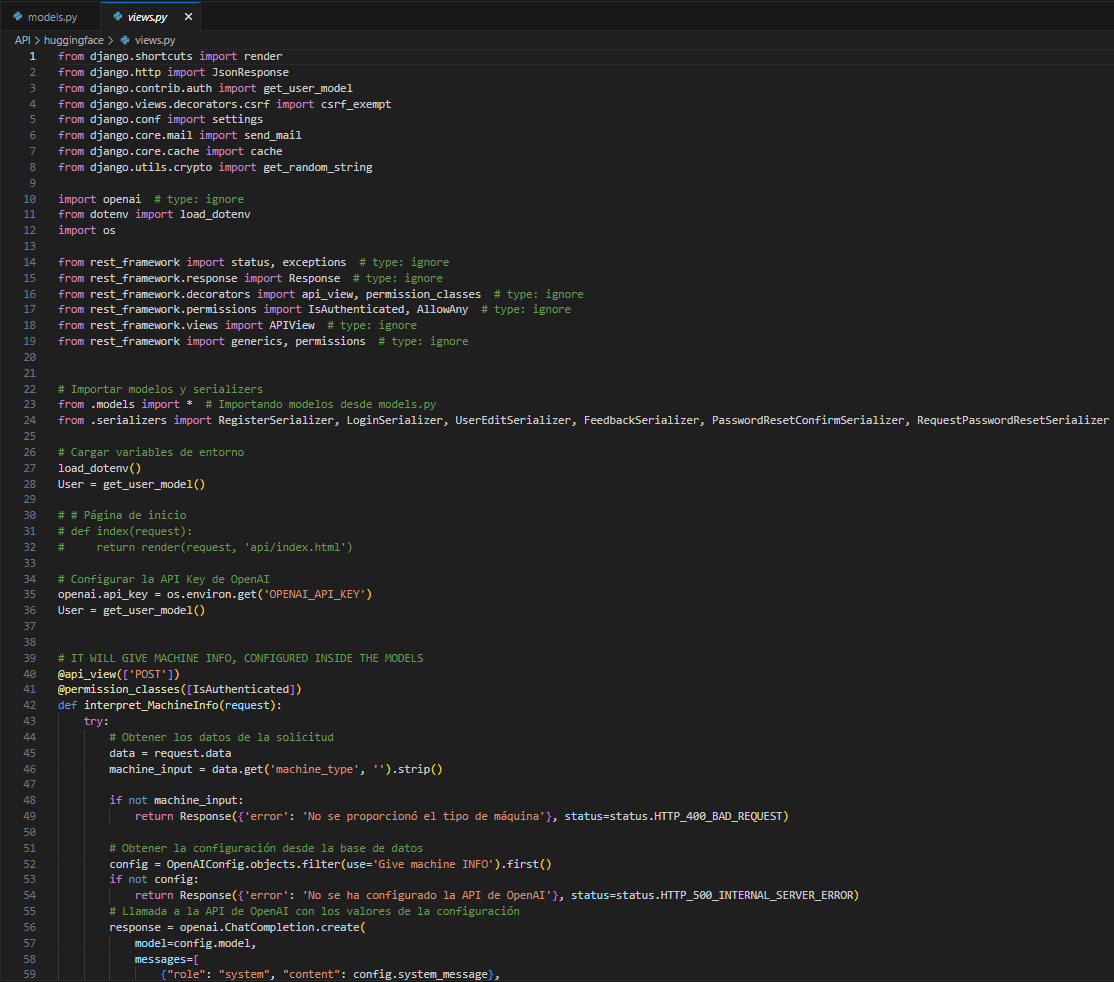 models.py
views.py ×
API > huggingface > views.py
1 from django.shortcuts import render
2 from django.http import JsonResponse
3 from django.contrib.auth import get_user_model
4 from django.views.decorators.csrf import csrf_exempt
5 from django.conf import settings
6 from django.core.mail import send_mail
7 from django.core.cache import cache
8 from django.utils.crypto import get_random_string
9
10 import openai  # type: ignore
11 from dotenv import load_dotenv
12 import os
13
14 from rest_framework import status, exceptions  # type: ignore
15 from rest_framework.response import Response  # type: ignore
16 from rest_framework.decorators import api_view, permission_classes  # type: ignore
17 from rest_framework.permissions import IsAuthenticated, AllowAny  # type: ignore
18 from rest_framework.views import APIView  # type: ignore
19 from rest_framework import generics, permissions  # type: ignore
20
21
22 # Importar modelos y serializers
23 from .models import *  # Importando modelos desde models.py
24 from .serializers import RegisterSerializer, LoginSerializer, UserEditSerializer, FeedbackSerializer, PasswordResetConfirmSerializer, RequestPasswordResetSerializer
25
26 # Cargar variables de entorno
27 load_dotenv()
28 User = get_user_model()
29
30 # # Página de inicio
31 # def index(request):
32 #     return render(request, 'api/index.html')
33
34 # Configurar la API Key de OpenAI
35 openai.api_key = os.environ.get('OPENAI_API_KEY')
36 User = get_user_model()
37
38
39 # IT WILL GIVE MACHINE INFO, CONFIGURED INSIDE THE MODELS
40 @api_view(['POST'])
41 @permission_classes([IsAuthenticated])
42 def interpret_MachineInfo(request):
43     try:
44         # Obtener los datos de la solicitud
45         data = request.data
46         machine_input = data.get('machine_type', '').strip()
47
48         if not machine_input:
49             return Response({'error': 'No se proporcionó el tipo de máquina'}, status=status.HTTP_400_BAD_REQUEST)
50
51         # Obtener la configuración desde la base de datos
52         config = OpenAIConfig.objects.filter(use='Give machine INFO').first()
53         if not config:
54             return Response({'error': 'No se ha configurado la API de OpenAI'}, status=status.HTTP_500_INTERNAL_SERVER_ERROR)
55         # Llamada a la API de OpenAI con los valores de la configuración
56         response = openai.ChatCompletion.create(
57             model=config.model,
58             messages=[
59                 {"role": "system", "content": config.system_message},